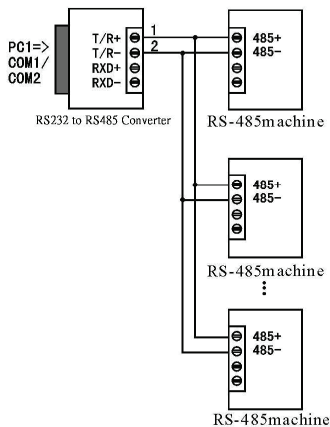 PC1=>
COM1/
COM2
T/R+
T/R-
RXD+
RXD-
1
2
RS232 to RS485 Converter
485+
485-
RS-485machine
485+
485-
RS-485machine
485+
485-
RS-485machine